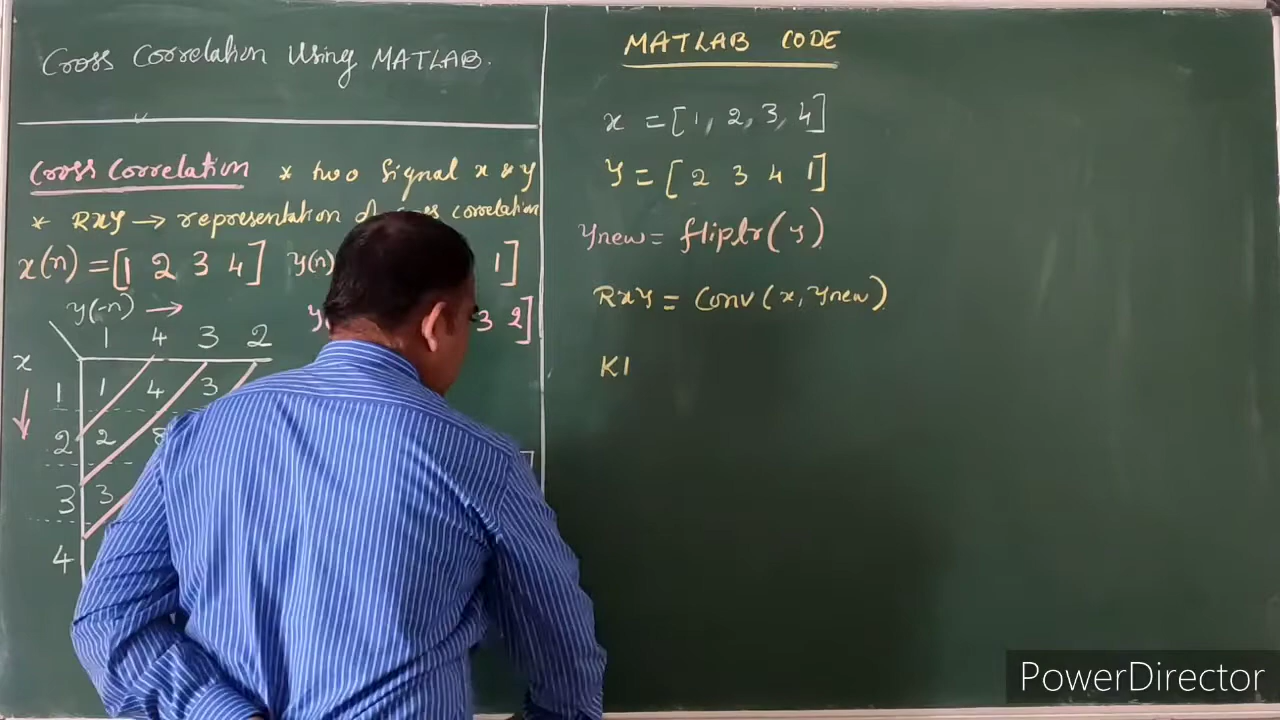 Cross Correlation Using MATLAB.
Cross Correlation * two Signal x & y
* RXY → representation of cross correlation
x(n) = [1 2 3 4] y(n) 1]
y(-n) → 3 2]
1 4 3 2
x
1 1 4 3
2 2 8
3 3
4
MATLAB CODE
x = [1, 2, 3, 4]
Y = [2 3 4 1]
Ynew = fliplr(y)
RXY = Conv(x, Ynew)
K1
PowerDirector